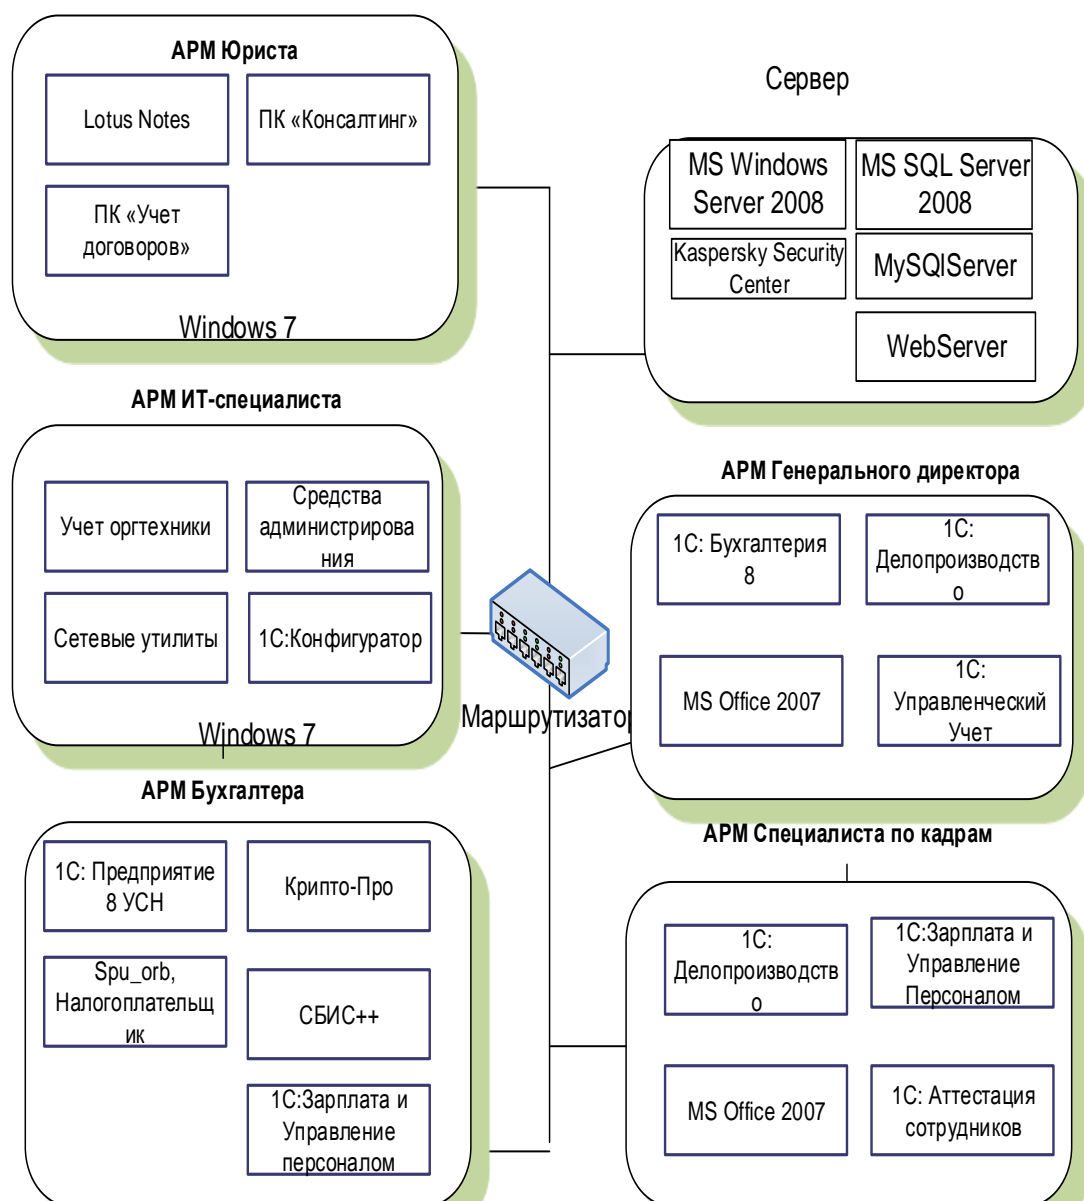 АРМ Юриста
Lotus Notes
ПК «Консалтинг»
ПК «Учет
договоров»
Windows 7
Сервер
MS Windows
Server 2008
MS SQL Server
2008
Kaspersky Security
Center
MySQlServer
WebServer
АРМ ИТ-специалиста
Учет оргтехники
Средства
администрирова
ния
Сетевые утилиты
1С:Конфигуратор
Windows 7
Маршрутизатор
АРМ Генерального директора
1С: Бухгалтерия
8
1С:
Делопроизводств
о
MS Office 2007
1С:
Управленческий
Учет
АРМ Бухгалтера
1С: Предприятие
8 УСН
Крипто-Про
Spu_orb,
Налогоплательщ
ик
СБИС++
1С:Зарплата и
Управление
персоналом
АРМ Специалиста по кадрам
1С:
Делопроизводств
о
1С:Зарплата и
Управление
Персоналом
MS Office 2007
1С: Аттестация
сотрудников